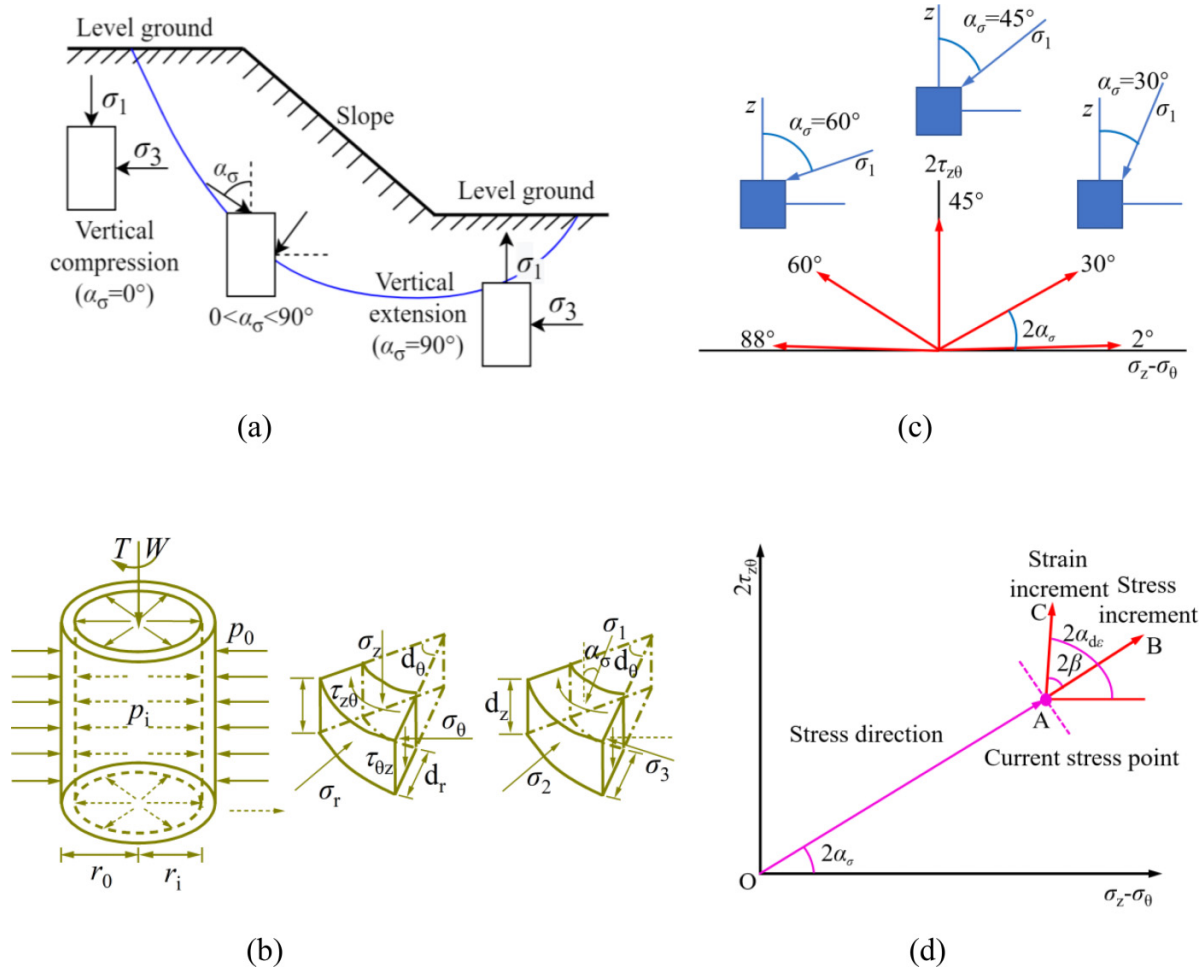 Level ground
σ1
σ3
Vertical
compression
(ασ=0°)
ασ
0<ασ<90°
Slope
Level ground
σ1
Vertical
extension
(ασ=90°)
σ3
(a)
z
ασ=45°
σ1
z
ασ=60°
σ1
z
ασ=30°
σ1
2τzθ
45°
60°
30°
2ασ
88°
2°
σz-σθ
(c)
T W
p0
pi
r0
ri
σz
dθ
τzθ
σθ
τθz
dr
σr
σ1
ασ
dθ
dz
σ2
σ3
(b)
2τzθ
Strain
increment
Stress
increment
C
2αdε
2β
B
A
Stress direction
Current stress point
2ασ
O
σz-σθ
(d)